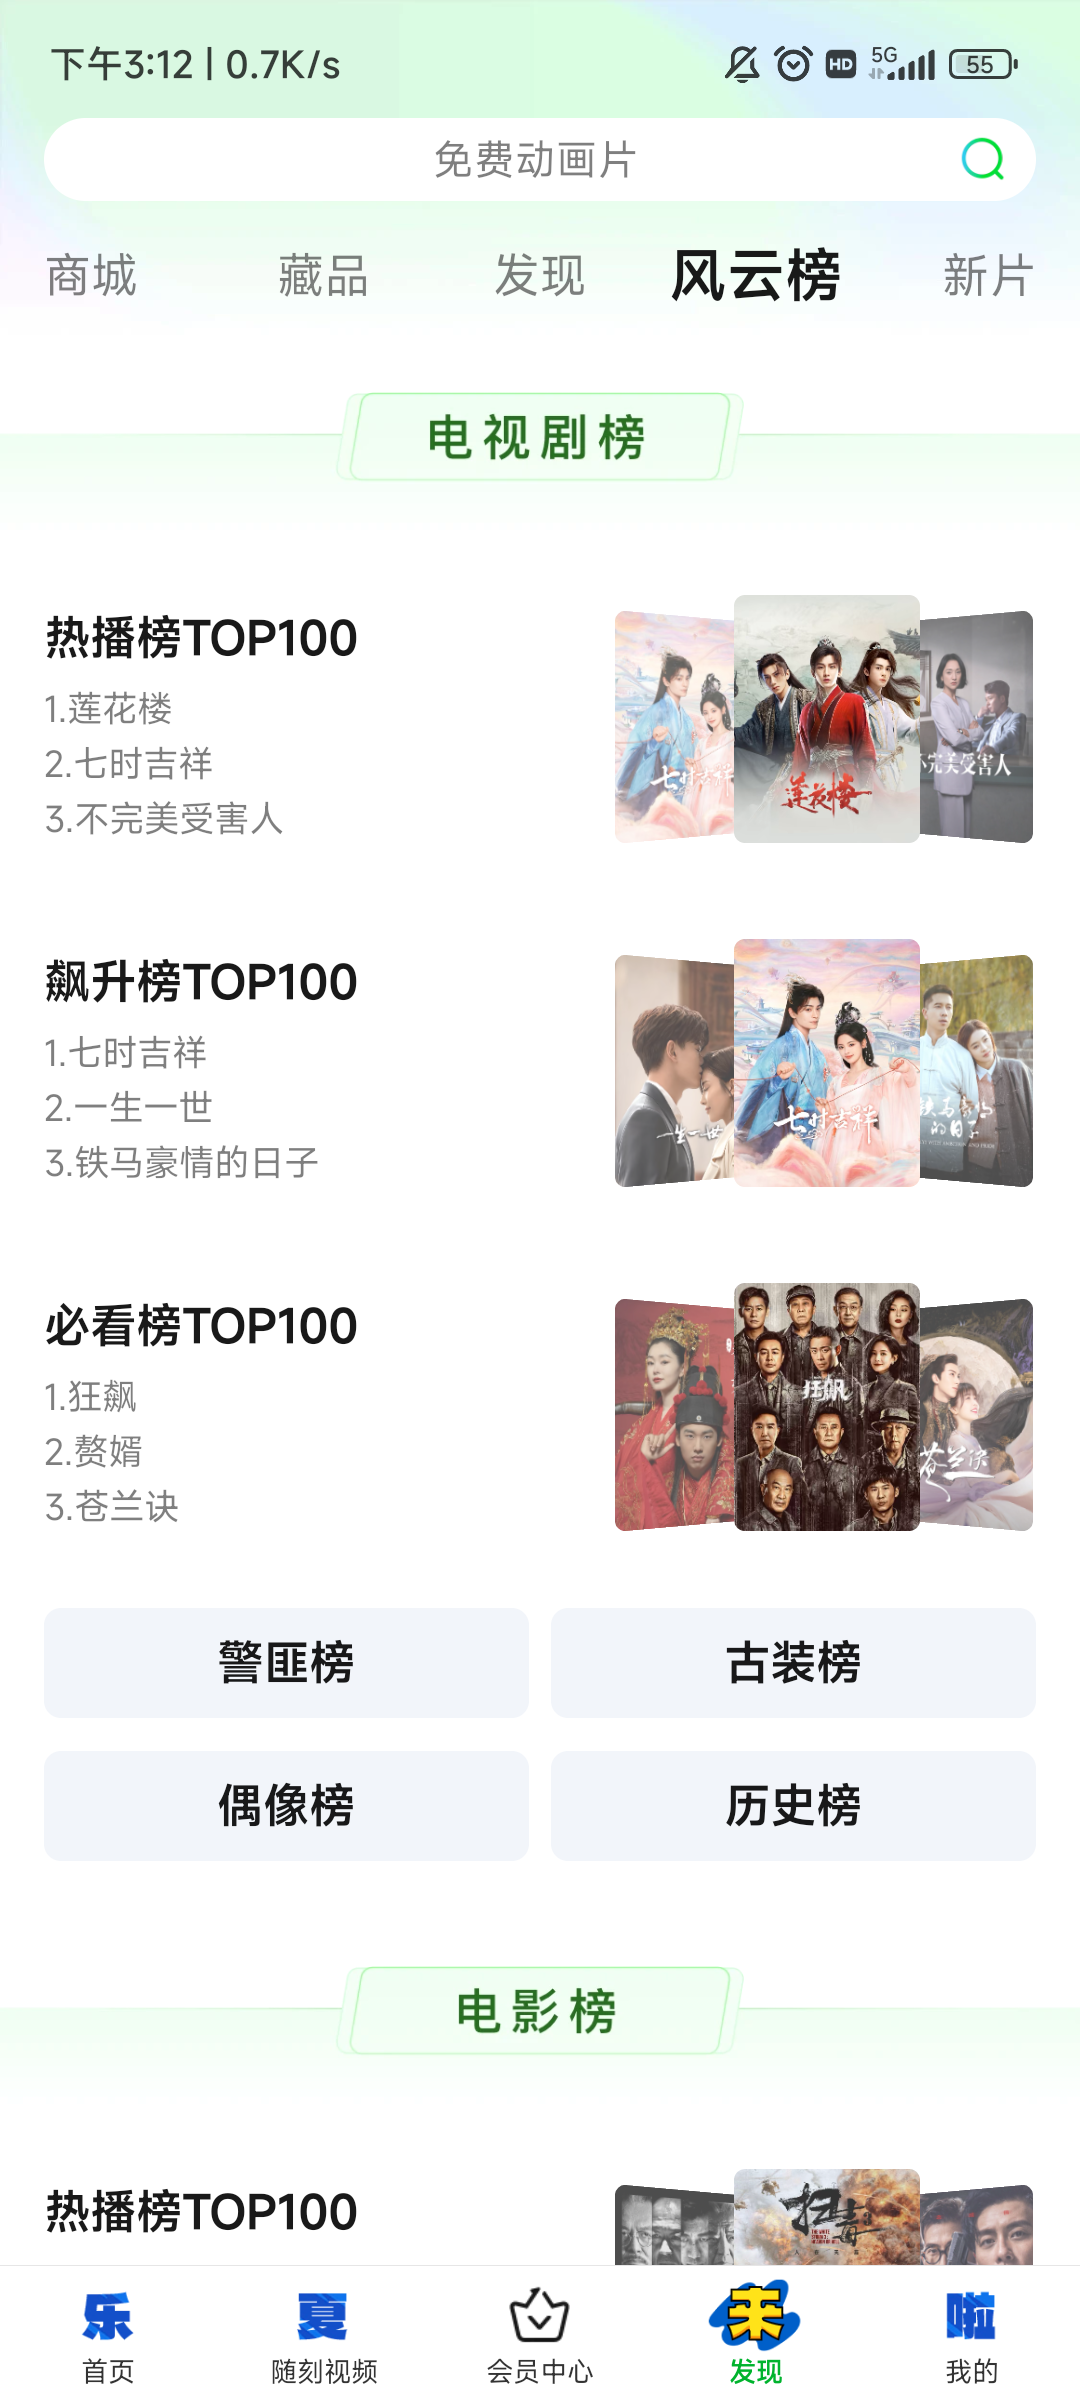 下午3:12 | 0.7K/s
HD
5G
55
免费动画片
商城
藏品
发现
风云榜
新片
电视剧榜
热播榜TOP100
1.莲花楼
2.七时吉祥
3.不完美受害人
七时吉祥
莲花楼
不完美受害人
飙升榜TOP100
1.七时吉祥
2.一生一世
3.铁马豪情的日子
一生一世
七时吉祥
铁马豪情的日子
必看榜TOP100
1.狂飙
2.赘婿
3.苍兰诀
狂飙
苍兰诀
警匪榜
古装榜
偶像榜
历史榜
电影榜
热播榜TOP100
扫毒3
乐
夏
来
啦
首页
随刻视频
会员中心
发现
我的